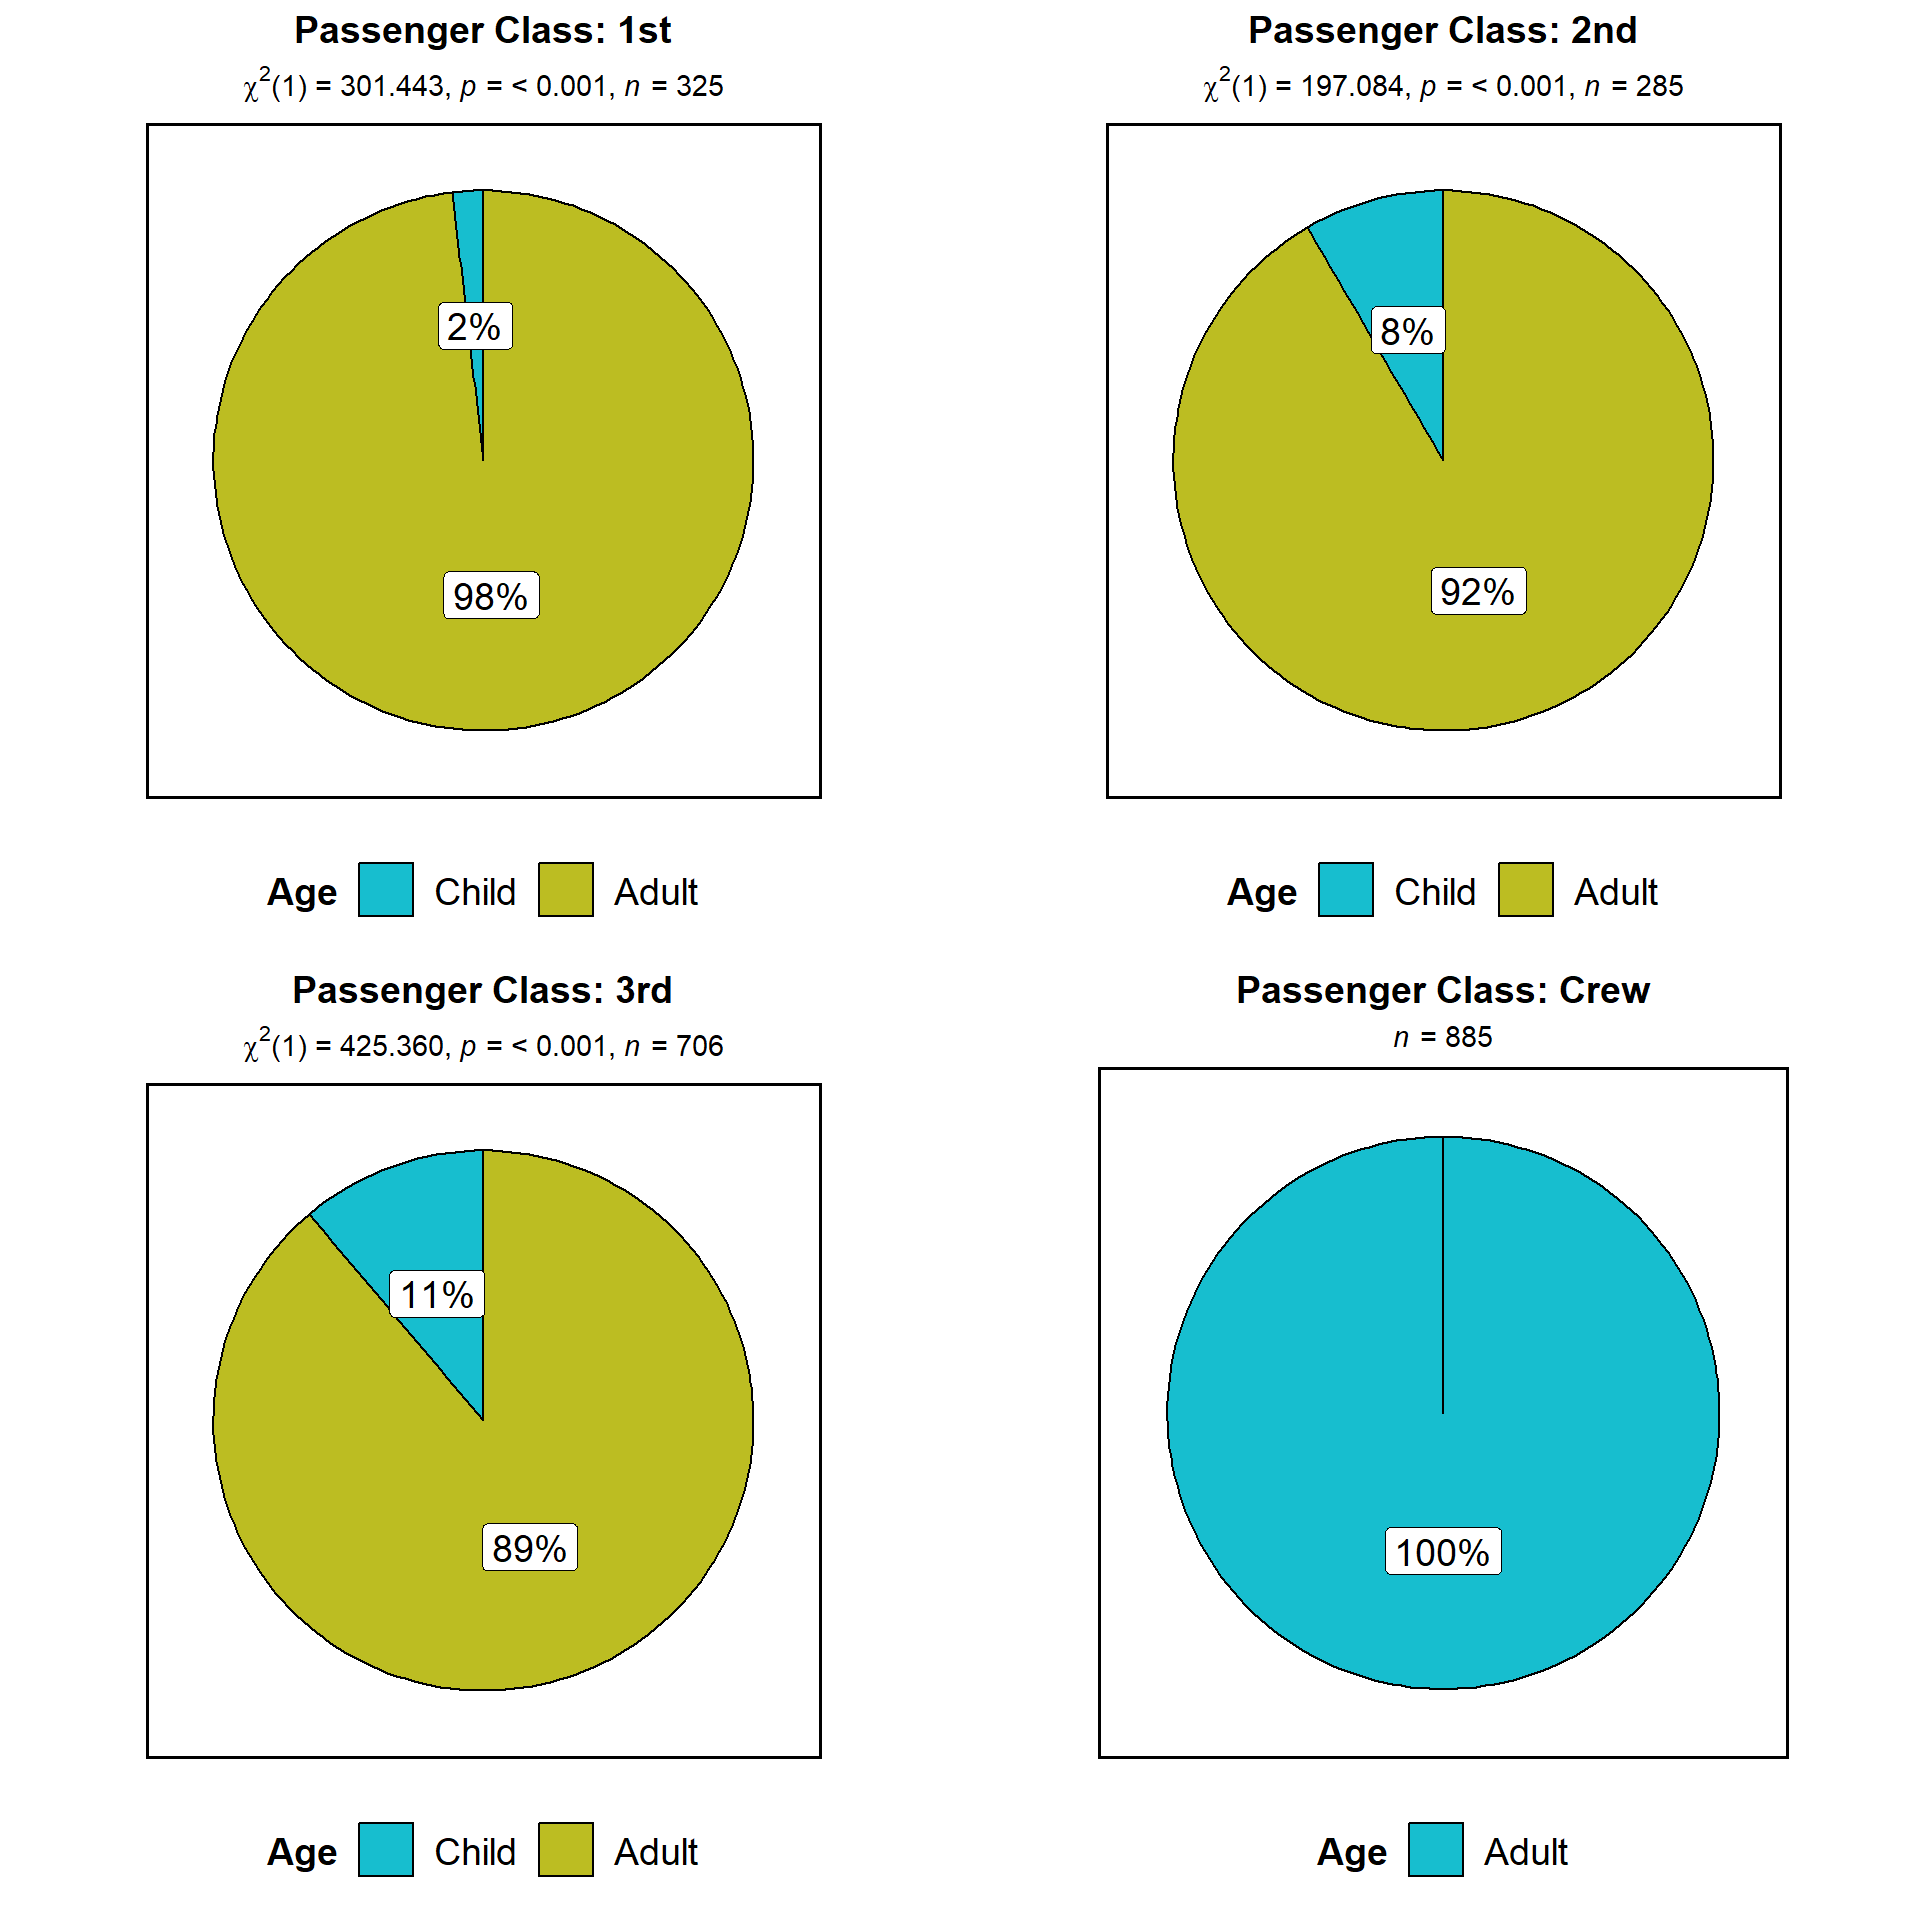 Passenger Class: 1st
χ²(1) = 301.443, p = < 0.001, n = 325
2%
98%
Age Child Adult
Passenger Class: 2nd
χ²(1) = 197.084, p = < 0.001, n = 285
8%
92%
Age Child Adult
Passenger Class: 3rd
χ²(1) = 425.360, p = < 0.001, n = 706
11%
89%
Age Child Adult
Passenger Class: Crew
n = 885
100%
Age Adult